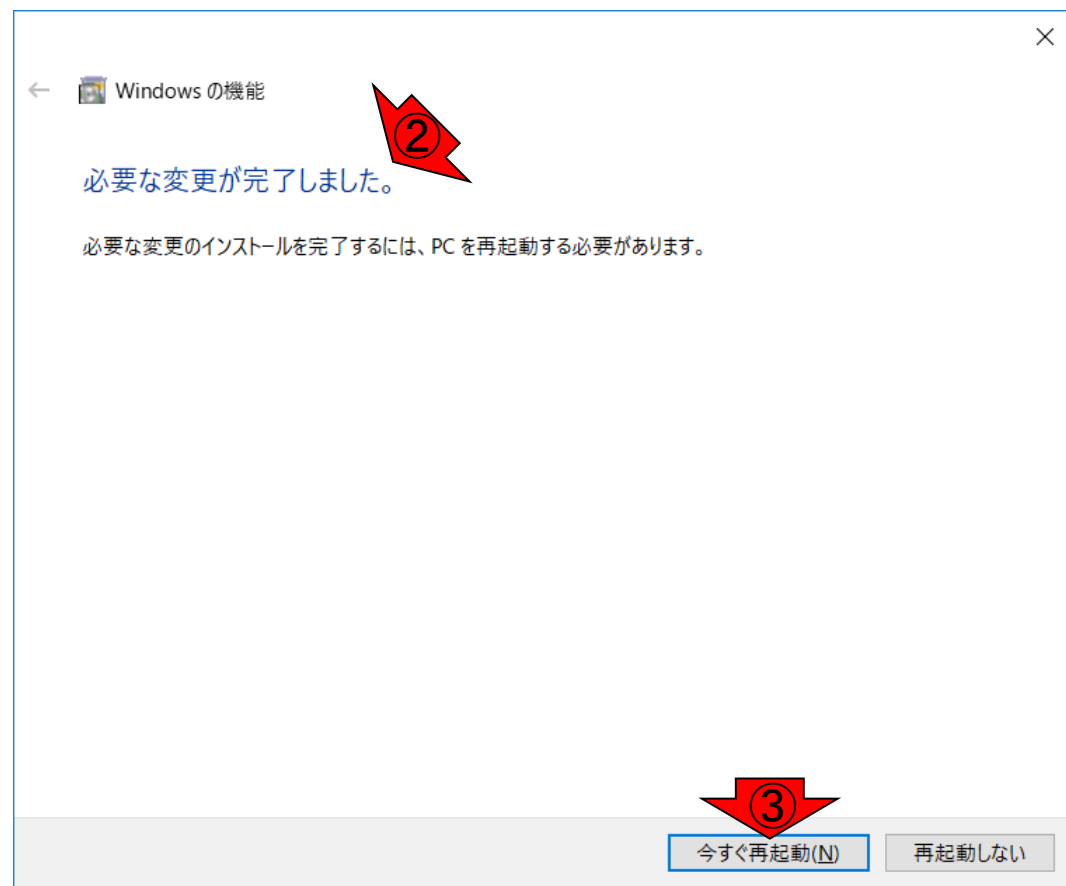 Windows の機能
②
必要な変更が完了しました。
必要な変更のインストールを完了するには、PC を再起動する必要があります。
③
今すぐ再起動(N)
再起動しない